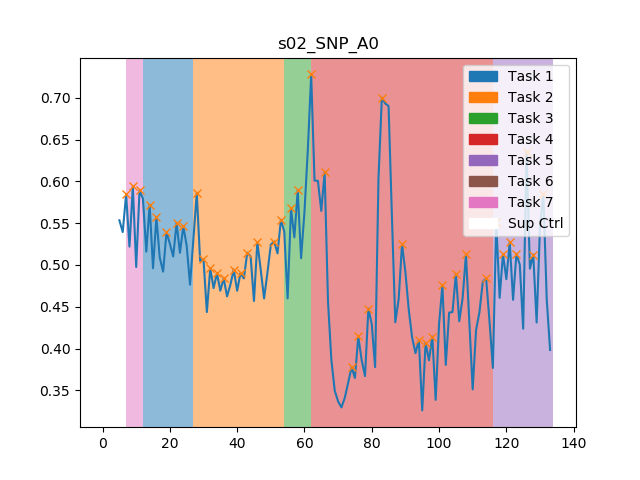 s02_SNP_A0
Task 1
Task 2
Task 3
Task 4
Task 5
Task 6
Task 7
Sup Ctrl
0.70
0.65
0.60
0.55
0.50
0.45
0.40
0.35
0 20 40 60 80 100 120 140